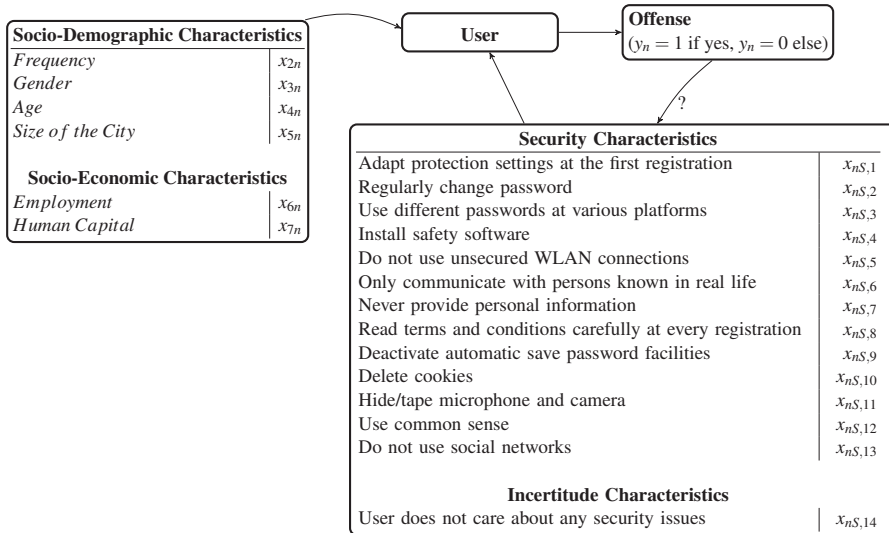 Socio-Demographic Characteristics
Frequency x2n
Gender x3n
Age x4n
Size of the City x5n
Socio-Economic Characteristics
Employment x6n
Human Capital x7n
User
Offense
(yn = 1 if yes, yn = 0 else)
?
Security Characteristics
Adapt protection settings at the first registration xnS,1
Regularly change password xnS,2
Use different passwords at various platforms xnS,3
Install safety software xnS,4
Do not use unsecured WLAN connections xnS,5
Only communicate with persons known in real life xnS,6
Never provide personal information xnS,7
Read terms and conditions carefully at every registration xnS,8
Deactivate automatic save password facilities xnS,9
Delete cookies xnS,10
Hide/tape microphone and camera xnS,11
Use common sense xnS,12
Do not use social networks xnS,13
Incertitude Characteristics
User does not care about any security issues xnS,14